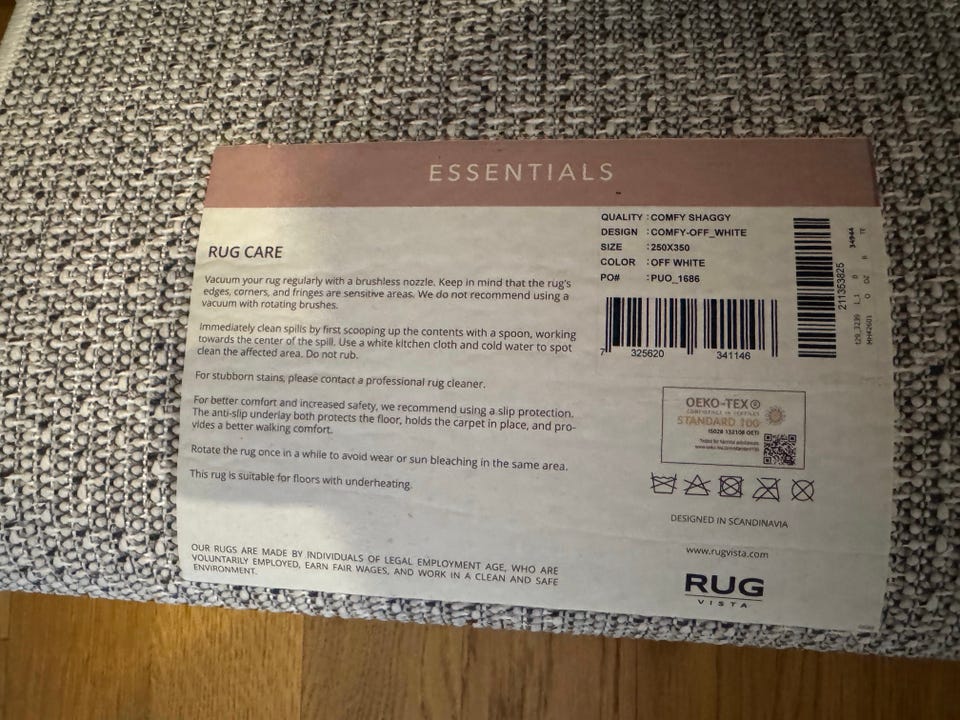 ESSENTIALS
RUG CARE
Vacuum your rug regularly with a brushless nozzle. Keep in mind that the rug's
edges, corners, and fringes are sensitive areas. We do not recommend using a
vacuum with rotating brushes.
Immediately clean spills by first scooping up the contents with a spoon, working
towards the center of the spill. Use a white kitchen cloth and cold water to spot
clean the affected area. Do not rub.
For stubborn stains, please contact a professional rug cleaner.
For better comfort and increased safety, we recommend using a slip protection.
The anti-slip underlay both protects the floor, holds the carpet in place, and pro-
vides a better walking comfort.
Rotate the rug once in a while to avoid wear or sun bleaching in the same area.
This rug is suitable for floors with underheating.
OUR RUGS ARE MADE BY INDIVIDUALS OF LEGAL EMPLOYMENT AGE, WHO ARE
VOLUNTARILY EMPLOYED, EARN FAIR WAGES, AND WORK IN A CLEAN AND SAFE
ENVIRONMENT.
QUALITY : COMFY SHAGGY
DESIGN : COMFY-OFF_WHITE
SIZE : 250X350
COLOR : OFF WHITE
PO# : PUO_1686
7 325620 341146
211353825
34944
OEKO-TEX®
CONFIDENCE IN TEXTILES
STANDARD 100
DESIGNED IN SCANDINAVIA
www.rugvista.com
RUG
VISTA